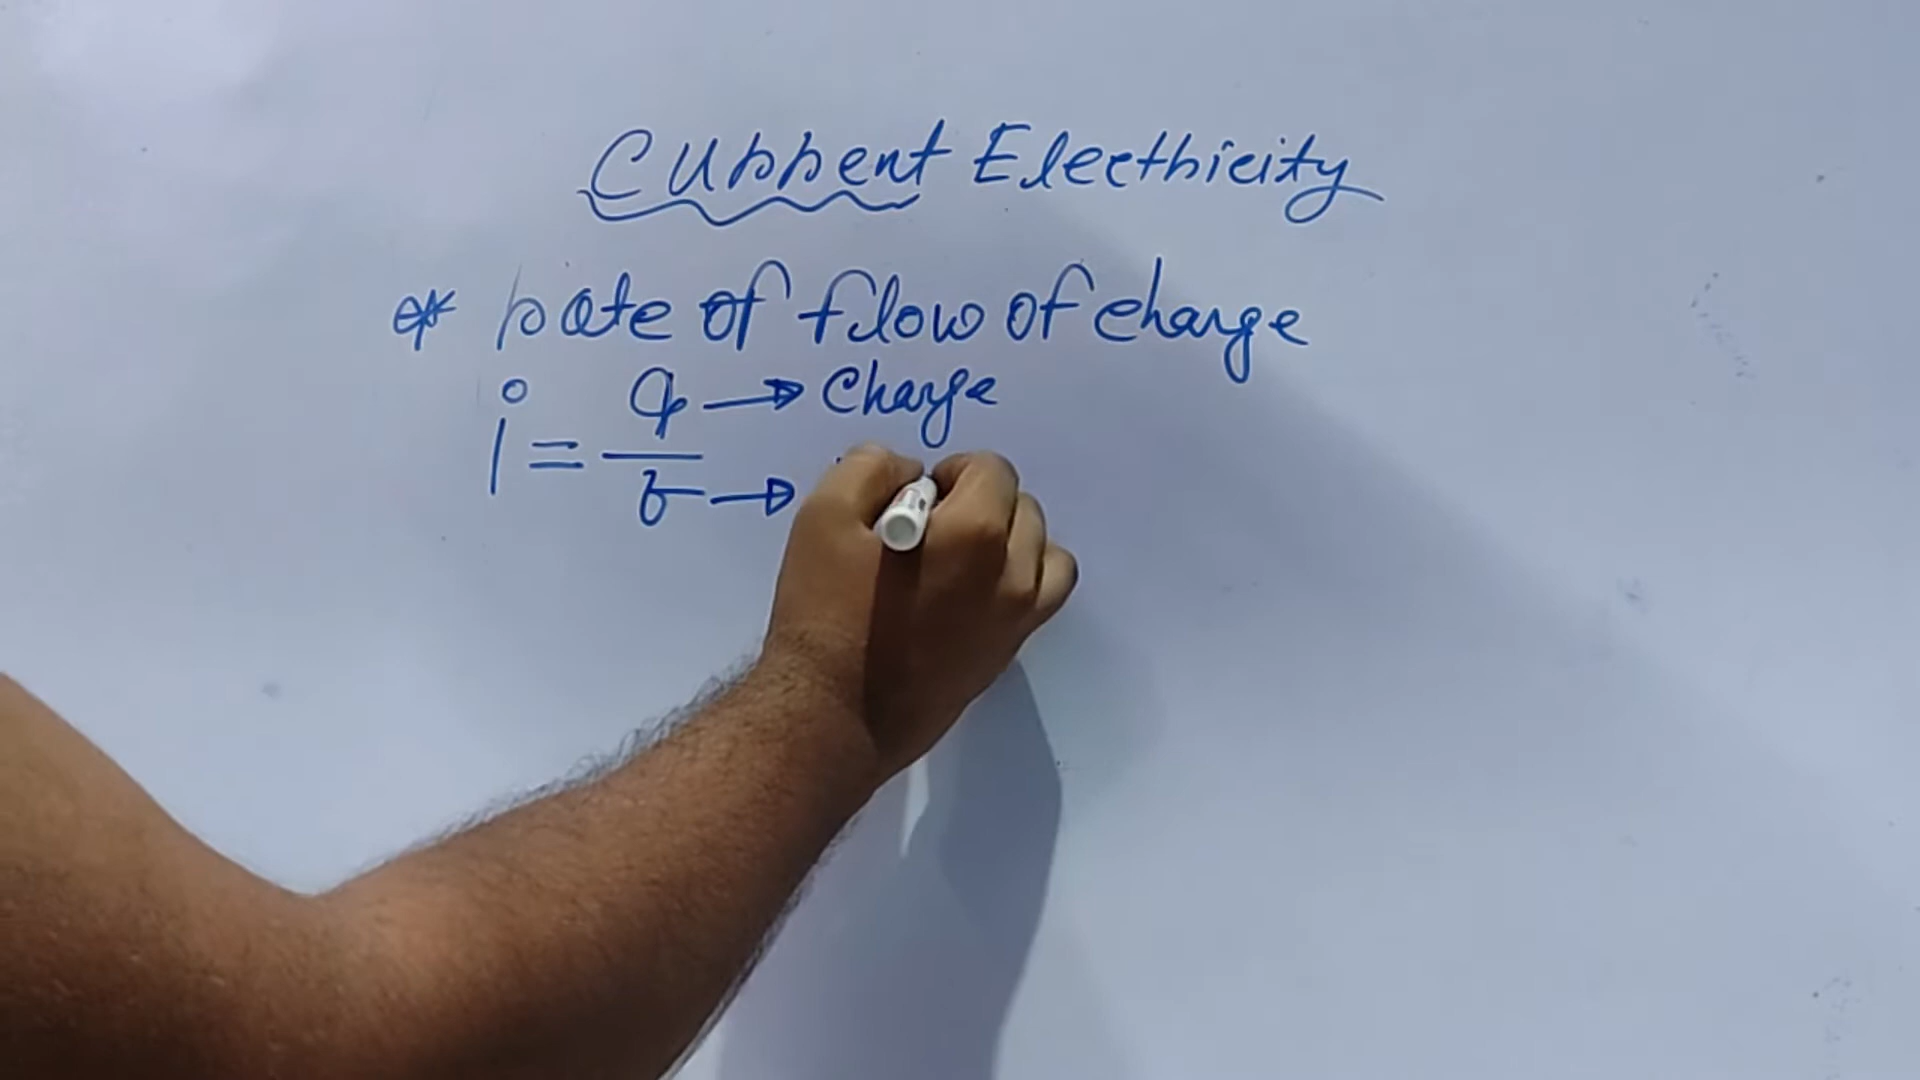 Current Electricity
* rate of flow of charge
i = q → Charge
t →